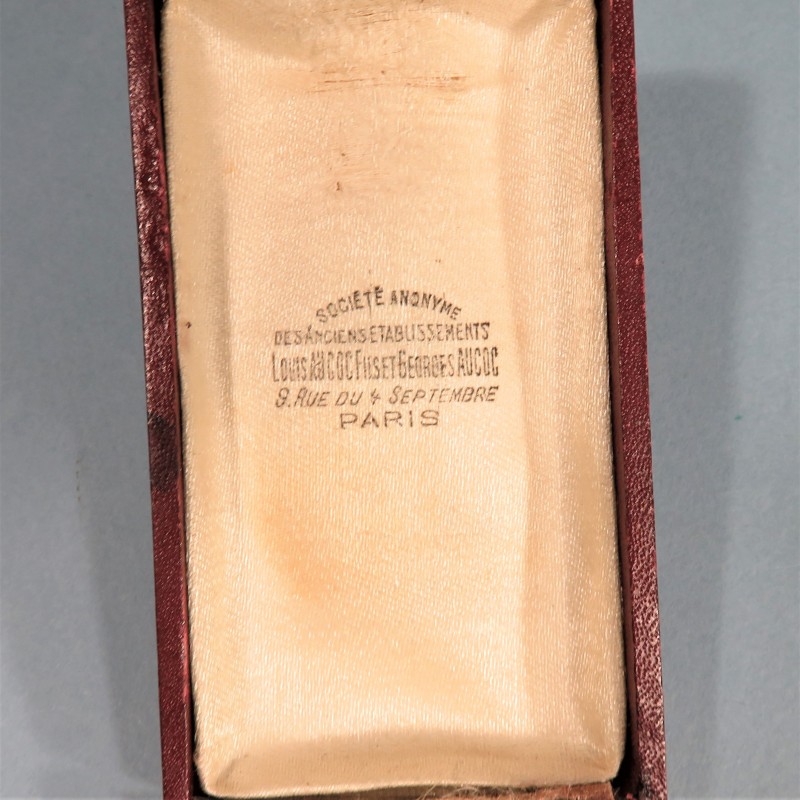 SOCIÉTÉ ANONYME
DES ANCIENS ETABLISSEMENTS
LOUIS AUCOC FILS ET GEORGES AUCOC
9. RUE DU 4 SEPTEMBRE
PARIS